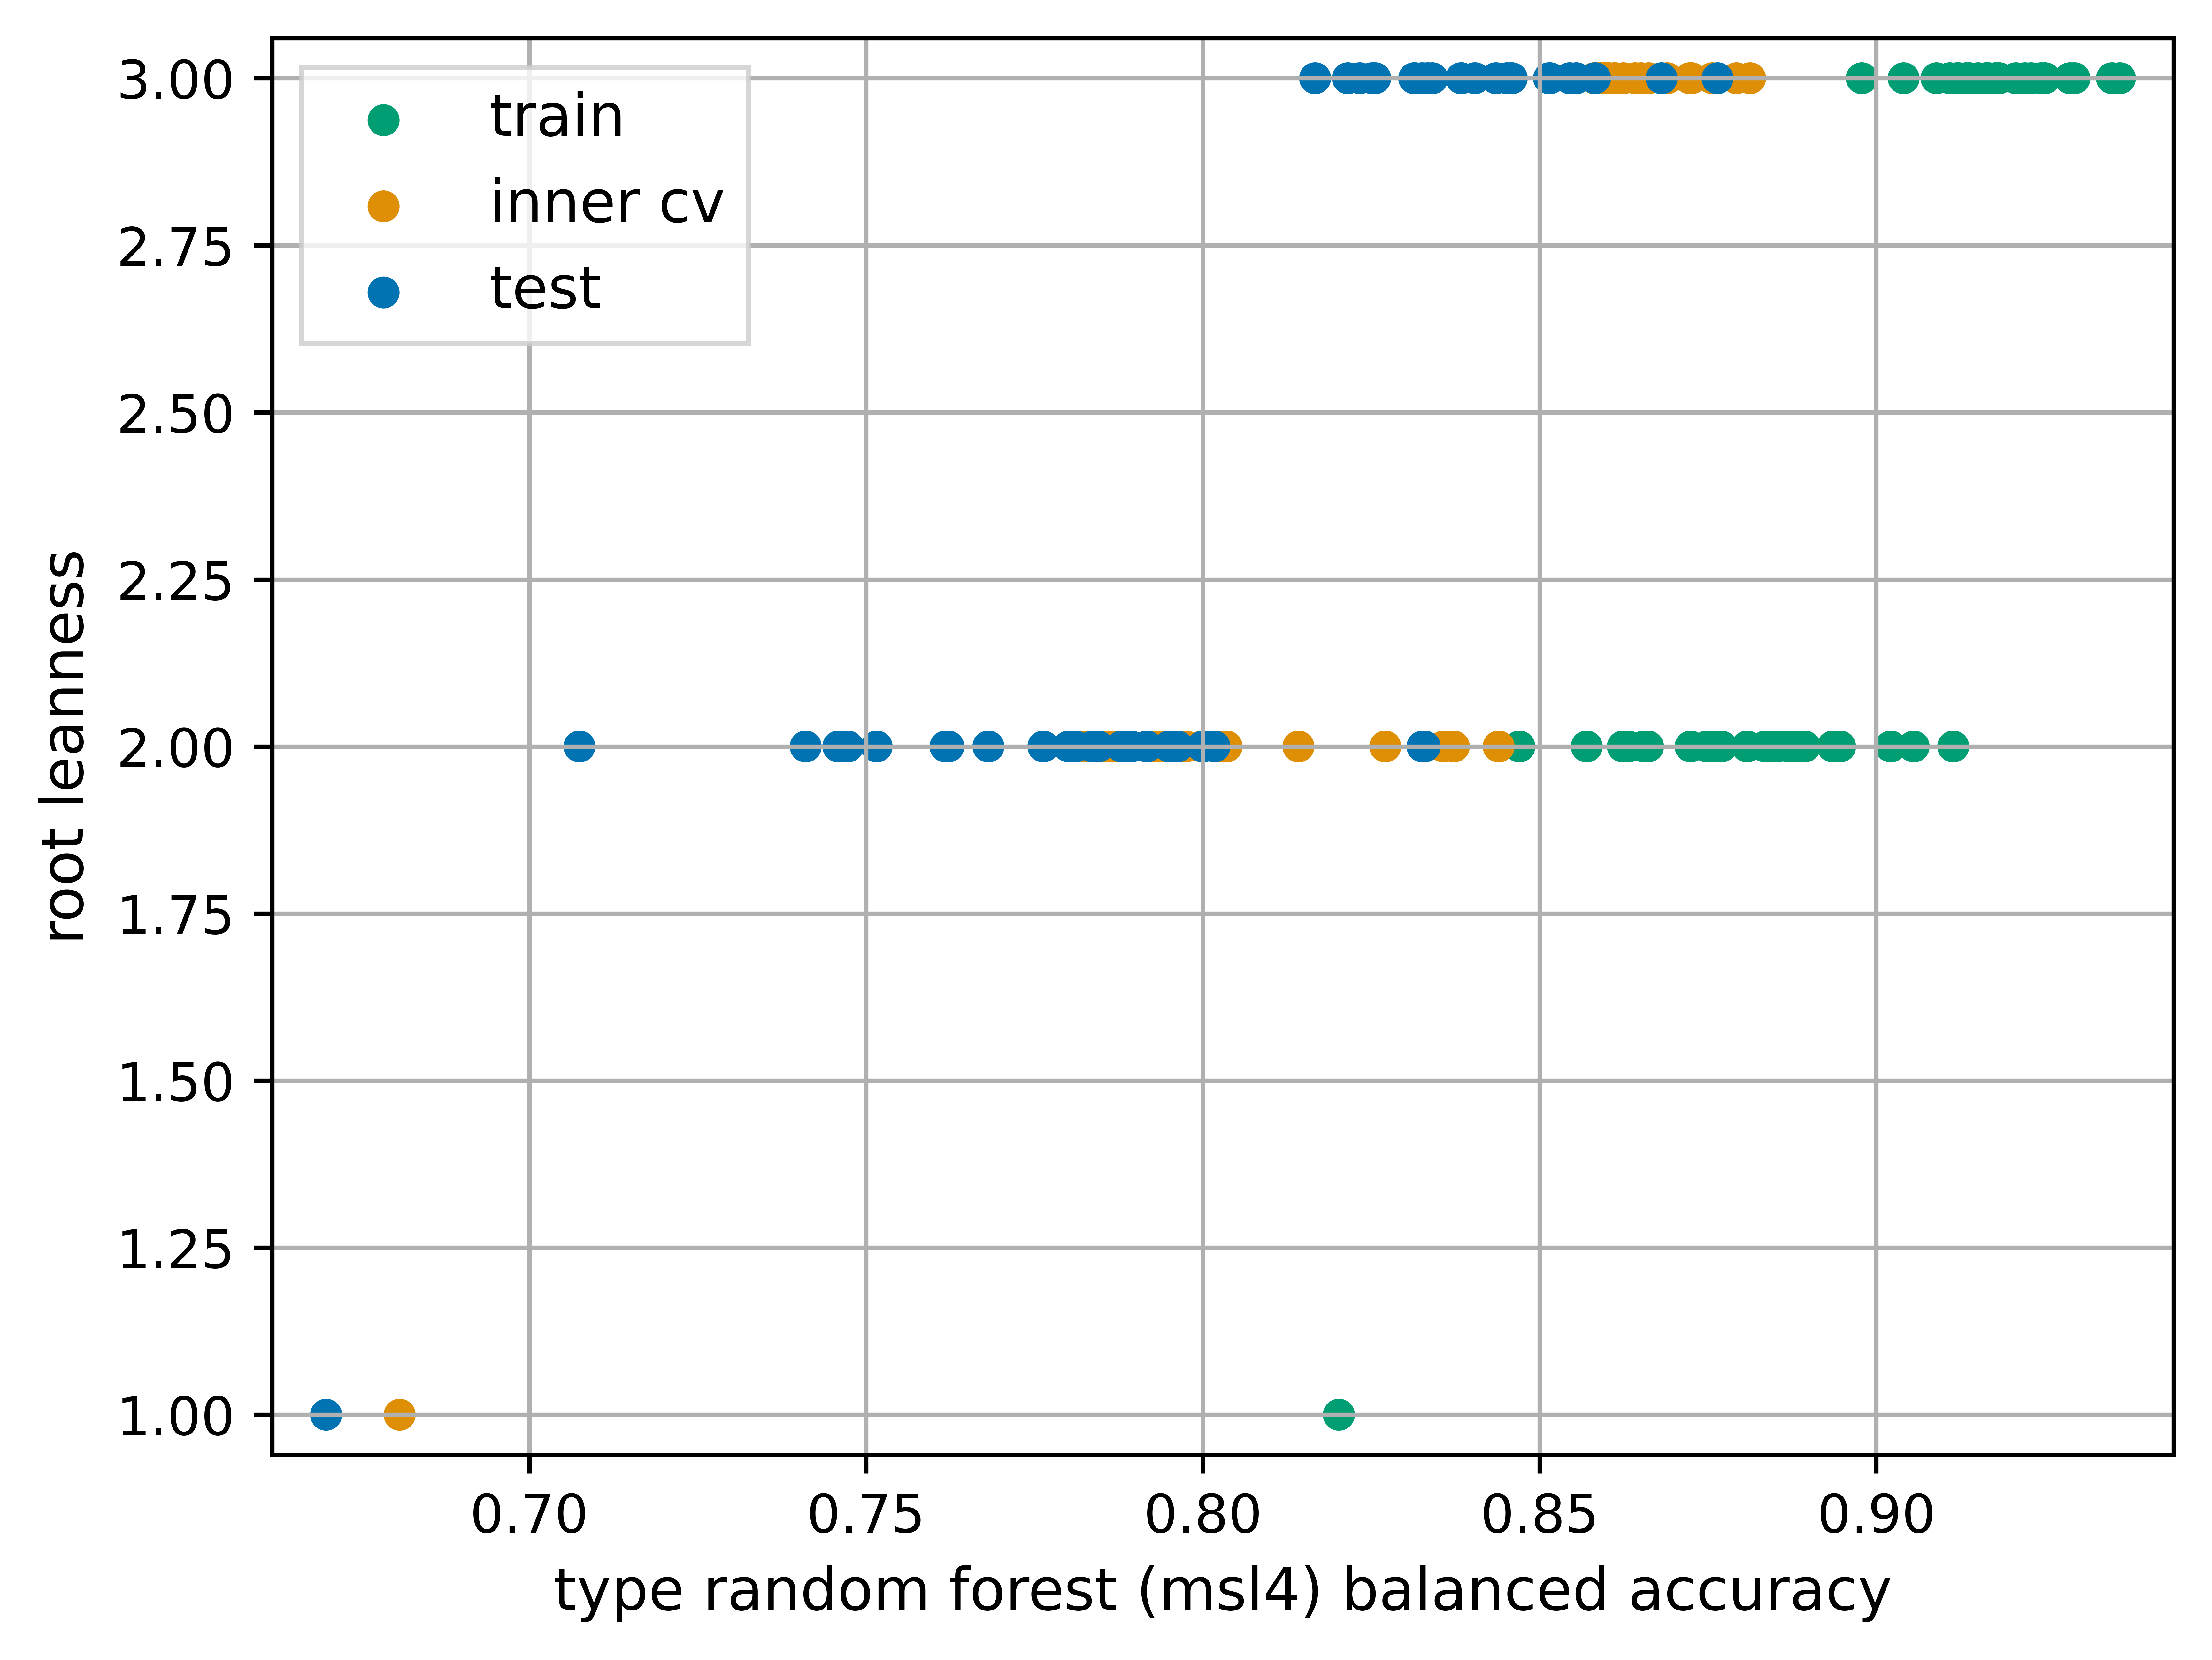 train
inner cv
test
3.00
2.75
2.50
2.25
2.00
1.75
1.50
1.25
1.00
root leanness
0.70 0.75 0.80 0.85 0.90
type random forest (msl4) balanced accuracy